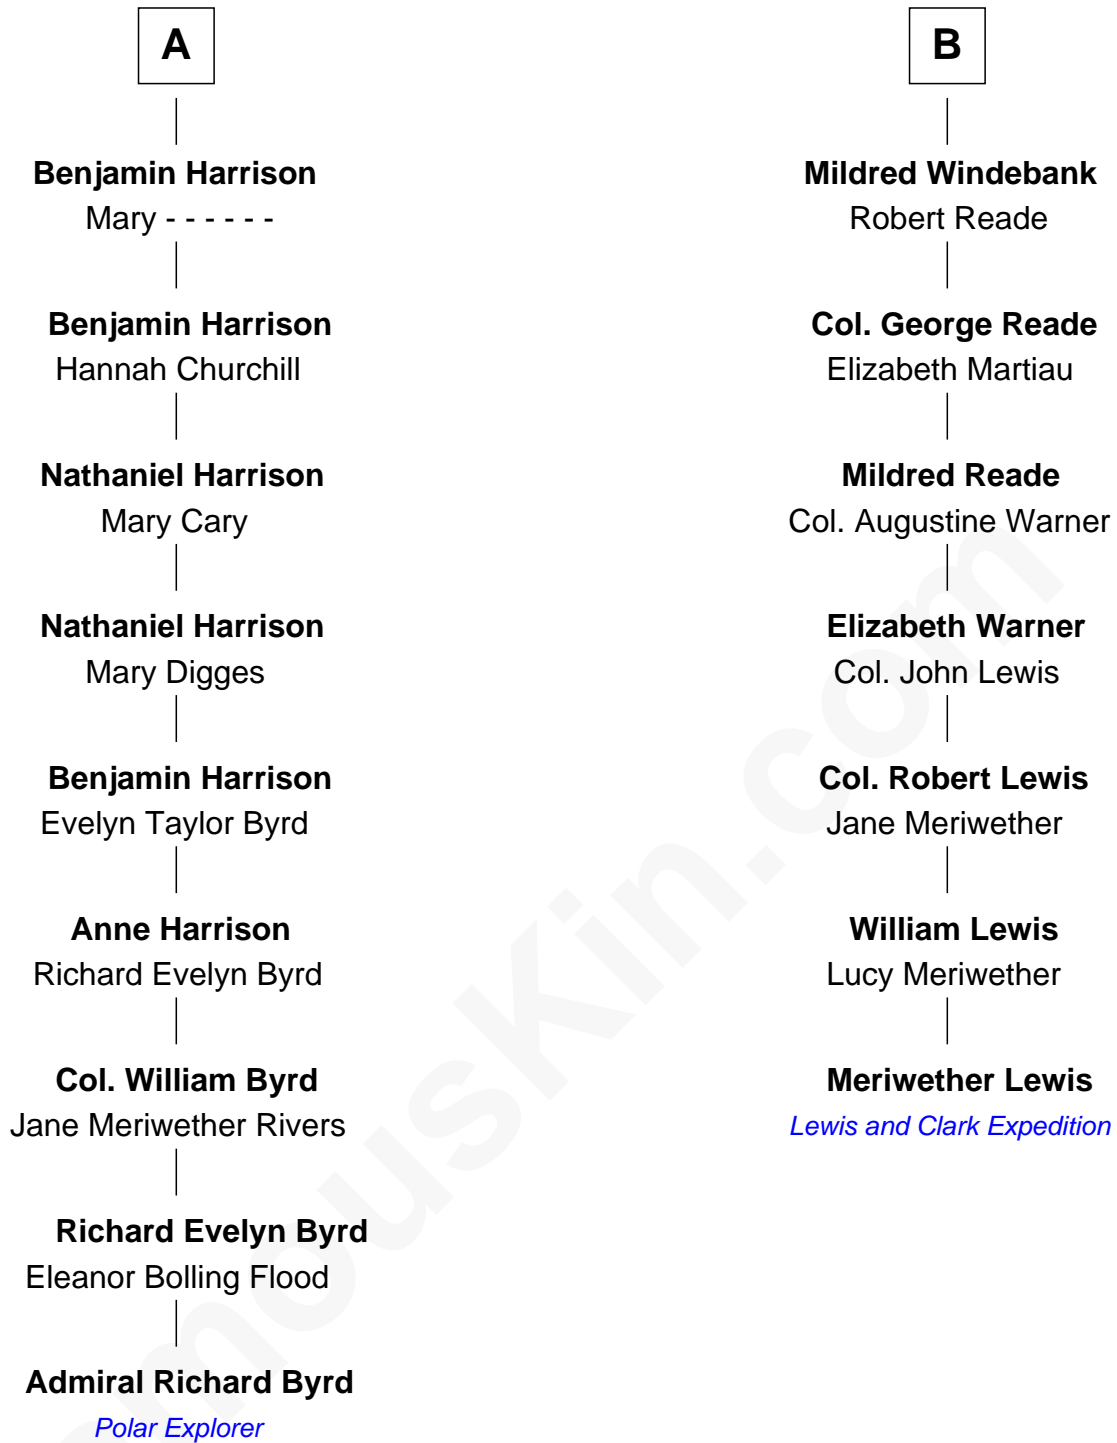 A
Benjamin Harrison
Mary - - - - - -
Benjamin Harrison
Hannah Churchill
Nathaniel Harrison
Mary Cary
Nathaniel Harrison
Mary Digges
Benjamin Harrison
Evelyn Taylor Byrd
Anne Harrison
Richard Evelyn Byrd
Col. William Byrd
Jane Meriwether Rivers
Richard Evelyn Byrd
Eleanor Bolling Flood
Admiral Richard Byrd
Polar Explorer
B
Mildred Windebank
Robert Reade
Col. George Reade
Elizabeth Martiau
Mildred Reade
Col. Augustine Warner
Elizabeth Warner
Col. John Lewis
Col. Robert Lewis
Jane Meriwether
William Lewis
Lucy Meriwether
Meriwether Lewis
Lewis and Clark Expedition
mouskin.com